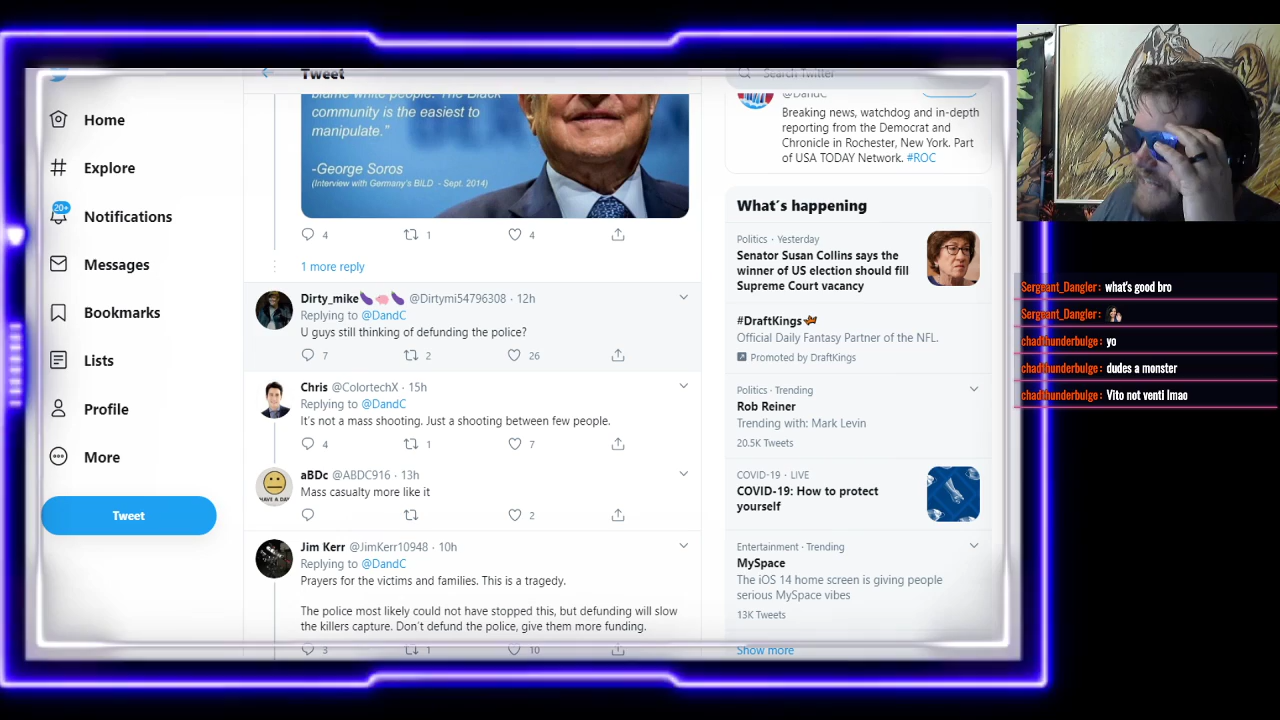 Home
Explore
20+
Notifications
Messages
Bookmarks
Lists
Profile
More
Tweet
Tweet
blame white people. The Black
community is the easiest to
manipulate."
-George Soros
(Interview with Germany's BILD - Sept. 2014)
4 1 4
1 more reply
Dirty_mike🍆🐖🍆 @Dirtymi54796308 · 12h
Replying to @DandC
U guys still thinking of defunding the police?
7 2 26
Chris @ColortechX · 15h
Replying to @DandC
It's not a mass shooting. Just a shooting between few people.
4 1 7
aBDc @ABDC916 · 13h
HAVE A DAY
Mass casualty more like it
2
Jim Kerr @JimKerr10948 · 10h
Replying to @DandC
Prayers for the victims and families. This is a tragedy.
The police most likely could not have stopped this, but defunding will slow
the killers capture. Don't defund the police, give them more funding.
3 1 10
Search Twitter
@DandC
Breaking news, watchdog and in-depth
reporting from the Democrat and
Chronicle in Rochester, New York. Part
of USA TODAY Network. #ROC
What's happening
Politics · Yesterday
Senator Susan Collins says the
winner of US election should fill
Supreme Court vacancy
#DraftKings
Official Daily Fantasy Partner of the NFL.
Promoted by DraftKings
Politics · Trending
Rob Reiner
Trending with: Mark Levin
20.5K Tweets
COVID-19 · LIVE
COVID-19: How to protect
yourself
Entertainment · Trending
MySpace
The iOS 14 home screen is giving people
serious MySpace vibes
13K Tweets
Show more
Sergeant_Dangler: what's good bro
Sergeant_Dangler:
chadthunderbulge: yo
chadthunderbulge: dudes a monster
chadthunderbulge: Vito not venti lmao